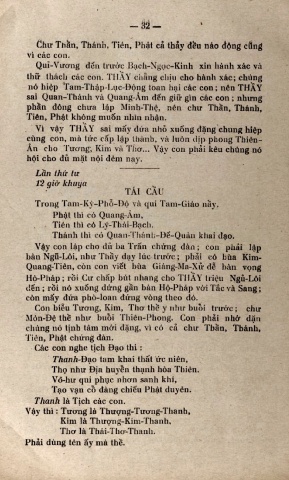 — 32 —
Chư Thần, Thánh, Tiên, Phật cả thảy đều náo động cũng
vì các con.
Qui-Vương đến trước Bạch-Ngọc-Kinh xin hành xác và
thử thách các con. THẦY chẳng chịu cho hành xác; chúng
nó hiệp Tam-Thập-Lục-Động toan hại các con; nên THẦY
sai Quan-Thánh và Quang-Âm đến giữ gìn các con; nhưng
phần đông chưa lập Minh-Thệ, nên chư Thần, Thánh,
Tiên, Phật không muốn nhìn nhận.
Vì vậy THẦY sai mấy đứa nhỏ xuống đặng chung hiệp
cùng con, mà tức cấp lập thành, và luôn dịp phong Thiên-
Ân cho Tương, Kim và Thơ... Vậy con phải kêu chúng nó
hội cho đủ mặt nội đêm nay.
Lần thứ tư
12 giờ khuya
TÁI CẦU
Trong Tam-Kỳ-Phổ-Độ và qui Tam-Giáo nầy,
Phật thì có Quang-Âm,
Tiên thì có Lý-Thái-Bạch.
Thánh thì có Quan-Thánh-Đế-Quân khai đạo.
Vậy con lập cho đủ ba Trấn chứng đàn; con phải lập
bàn Ngũ-Lôi, như Thầy dạy lúc trước; phải có bùa Kim-
Quang-Tiên, còn con viết bùa Giáng-Ma-Xử để bàn vọng
Hộ-Pháp; rồi Cư chấp bút nhang cho THẦY triệu Ngũ-Lôi
đến; rồi nó xuống đứng gần bàn Hộ-Pháp với Tắc và Sang;
còn mấy đứa phò-loan đứng vòng theo đó.
Con biểu Tương, Kim, Thơ thề y như buổi trước; chư
Môn-Đệ thề như buổi Thiên-Phong. Con phải nhớ dặn
chúng nó tịnh tâm mới đặng, vì có cả chư Thần, Thánh,
Tiên, Phật chứng đàn.
Các con nghe tịch Đạo thi:
Thanh-Đạo tam khai thất ức niên,
Thọ như Địa huyển thạnh hòa Thiên.
Vô-hư qui phục nhơn sanh khí,
Tạo vạn cổ đàng chiếu Phật duyên.
Thanh là Tịch các con.
Vậy thì: Tương là Thượng-Tương-Thanh,
Kim là Thượng-Kim-Thanh.
Thơ là Thái-Thơ-Thanh.
Phải dùng tên ấy mà thề.